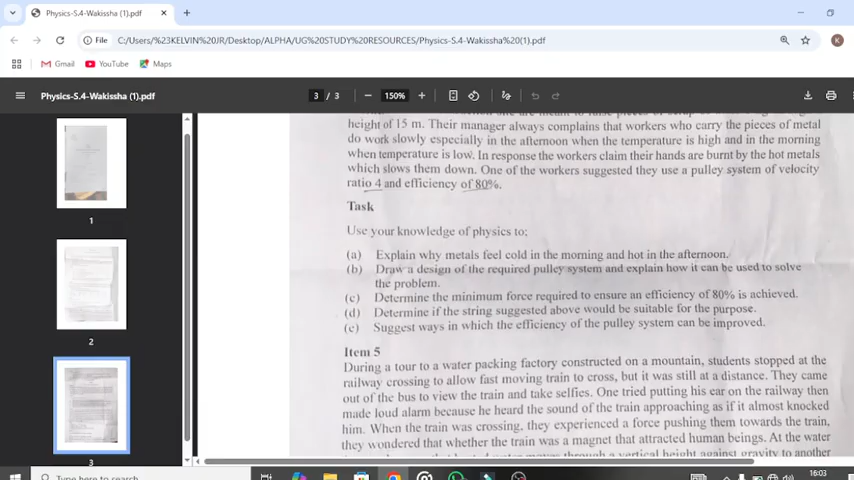 Physics-S.4-Wakissha (1).pdf
File C:/Users/%23KELVIN%20JR/Desktop/ALPHA/UG%20STUDY%20RESOURCES/Physics-S.4-Wakissha%20(1).pdf
K
Gmail YouTube Maps
Physics-S.4-Wakissha (1).pdf 3 / 3 150%
height of 15 m. Their manager always complains that workers who carry the pieces of metal
do work slowly especially in the afternoon when the temperature is high and in the morning
when temperature is low. In response the workers claim their hands are burnt by the hot metals
which slows them down. One of the workers suggested they use a pulley system of velocity
ratio 4 and efficiency of 80%.
Task
Use your knowledge of physics to;
(a) Explain why metals feel cold in the morning and hot in the afternoon.
(b) Draw a design of the required pulley system and explain how it can be used to solve
the problem.
(c) Determine the minimum force required to ensure an efficiency of 80% is achieved.
(d) Determine if the string suggested above would be suitable for the purpose.
(e) Suggest ways in which the efficiency of the pulley system can be improved.
Item 5
During a tour to a water packing factory constructed on a mountain, students stopped at the
railway crossing to allow fast moving train to cross, but it was still at a distance. They came
out of the bus to view the train and take selfies. One tried putting his ear on the railway then
made loud alarm because he heard the sound of the train approaching as if it almost knocked
him. When the train was crossing, they experienced a force pushing them towards the train,
they wondered that whether the train was a magnet that attracted human beings. At the water
through a vertical height against gravity to another
1
2
3
Type here to search
16:03